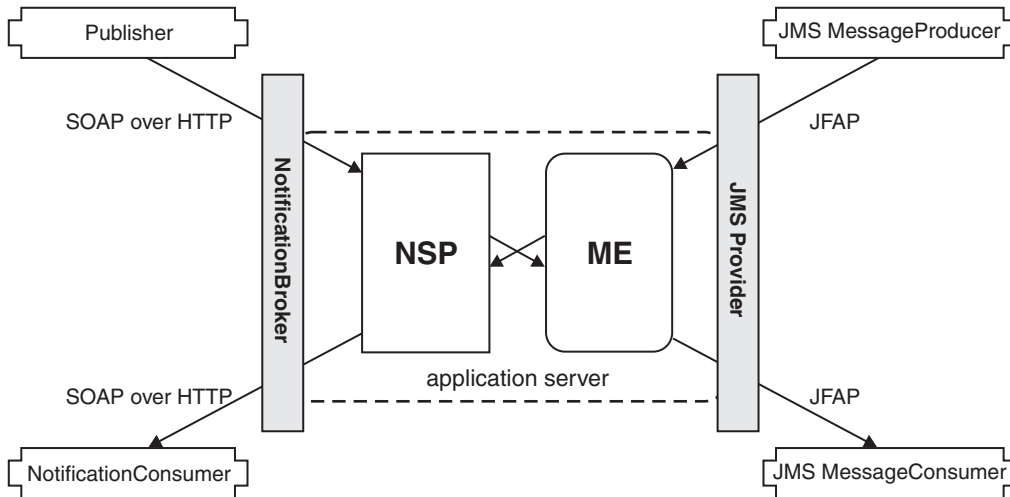 Publisher
JMS MessageProducer
SOAP over HTTP
JFAP
NotificationBroker
NSP
ME
JMS Provider
application server
SOAP over HTTP
JFAP
NotificationConsumer
JMS MessageConsumer